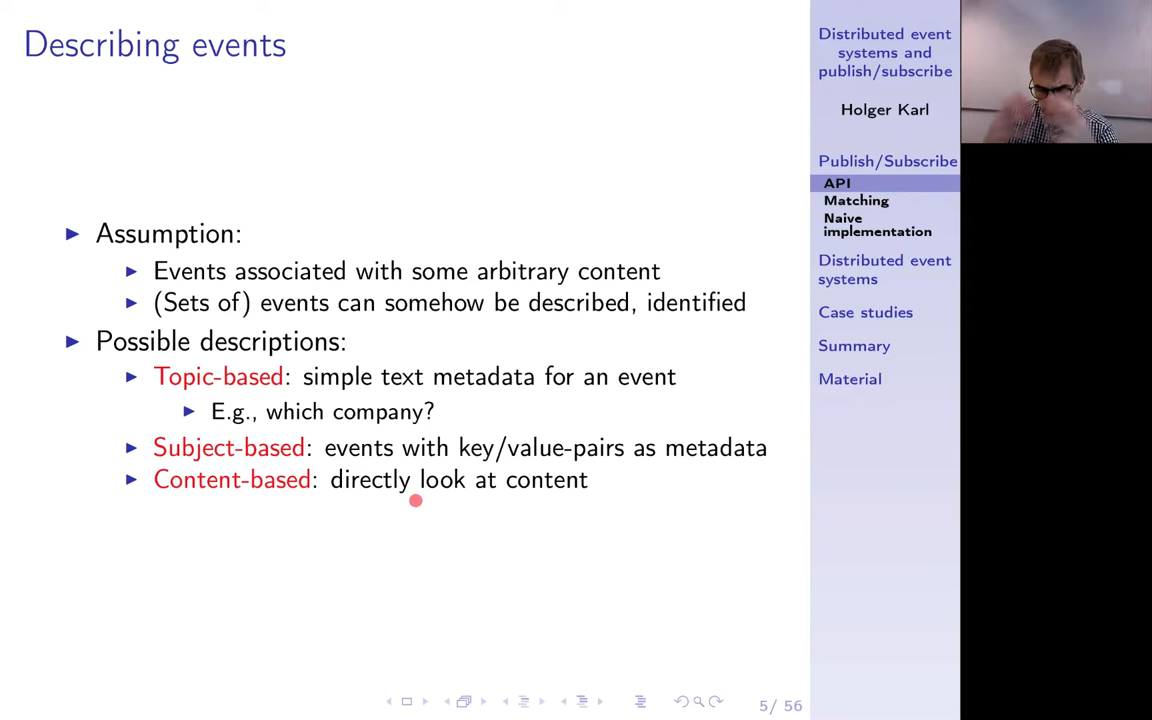 Describing events
Assumption:
Events associated with some arbitrary content
(Sets of) events can somehow be described, identified
Possible descriptions:
Topic-based: simple text metadata for an event
E.g., which company?
Subject-based: events with key/value-pairs as metadata
Content-based: directly look at content
5/ 56
Distributed event
systems and
publish/subscribe
Holger Karl
Publish/Subscribe
API
Matching
Naive
implementation
Distributed event
systems
Case studies
Summary
Material